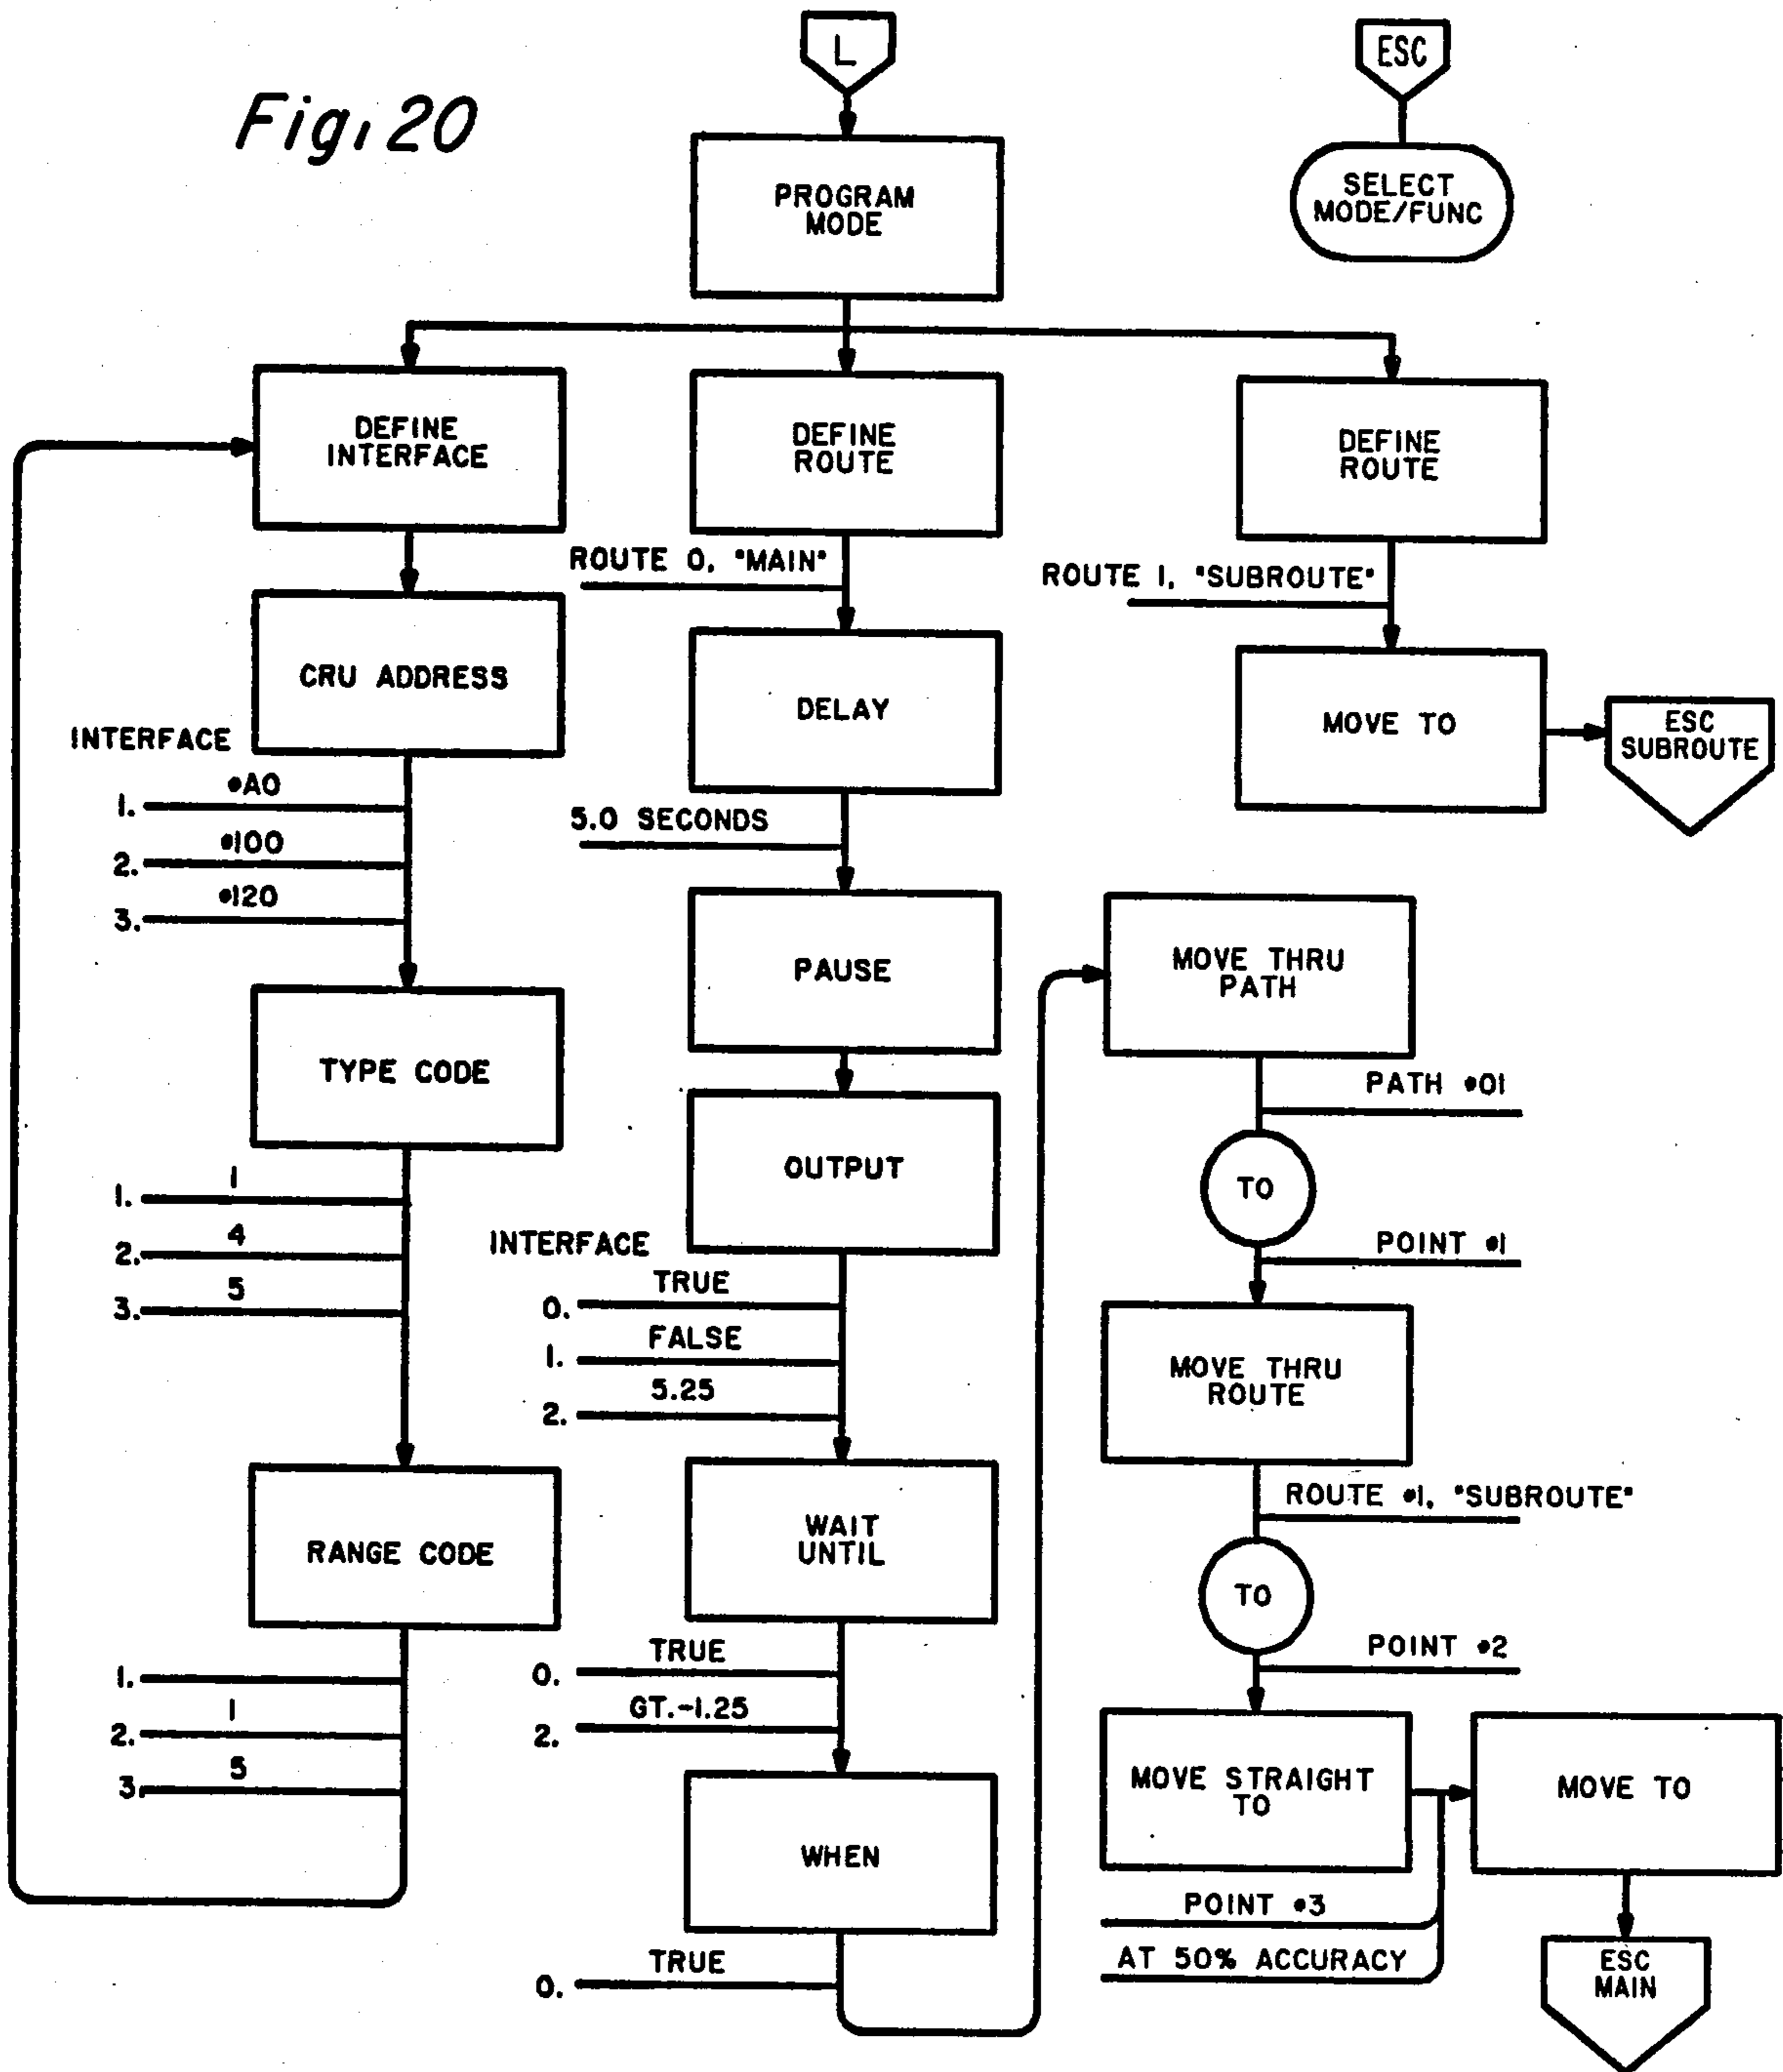 Fig. 20
L
ESC
PROGRAM
MODE
SELECT
MODE/FUNC
DEFINE
INTERFACE
CRU ADDRESS
INTERFACE
1. #A0
2. #100
3. #120
TYPE CODE
1. 1
2. 4
3. 5
RANGE CODE
1.
2. 1
3. 5
DEFINE
ROUTE
ROUTE 0, "MAIN"
DELAY
5.0 SECONDS
PAUSE
OUTPUT
INTERFACE
0. TRUE
1. FALSE
2. 5.25
WAIT
UNTIL
0. TRUE
2. GT.-1.25
WHEN
0. TRUE
DEFINE
ROUTE
ROUTE 1, "SUBROUTE"
MOVE TO
ESC
SUBROUTE
MOVE THRU
PATH
PATH #01
TO
POINT #1
MOVE THRU
ROUTE
ROUTE #1, "SUBROUTE"
TO
POINT #2
MOVE STRAIGHT
TO
POINT #3
AT 50% ACCURACY
MOVE TO
ESC
MAIN